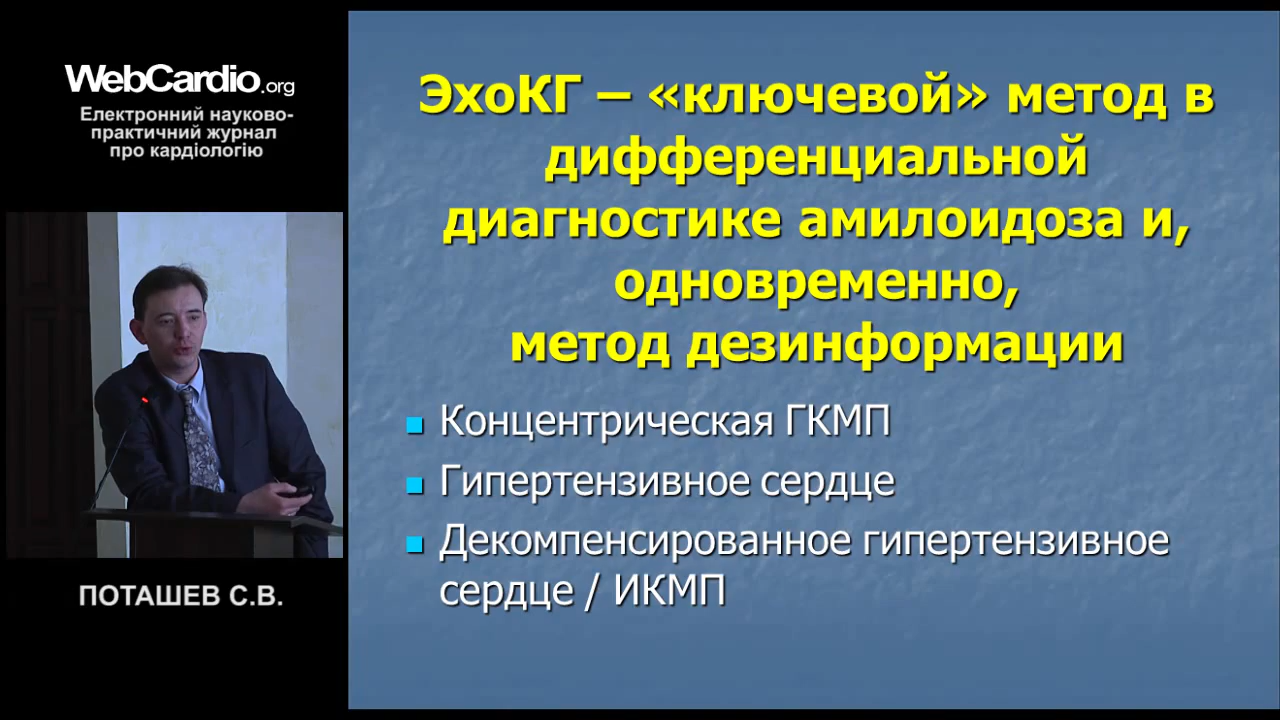 WebCardio.org
Електронний науково-
практичний журнал
про кардіологію
ПОТАШЕВ С.В.
ЭхоКГ – «ключевой» метод в
дифференциальной
диагностике амилоидоза и,
одновременно,
метод дезинформации
Концентрическая ГКМП
Гипертензивное сердце
Декомпенсированное гипертензивное
сердце / ИКМП